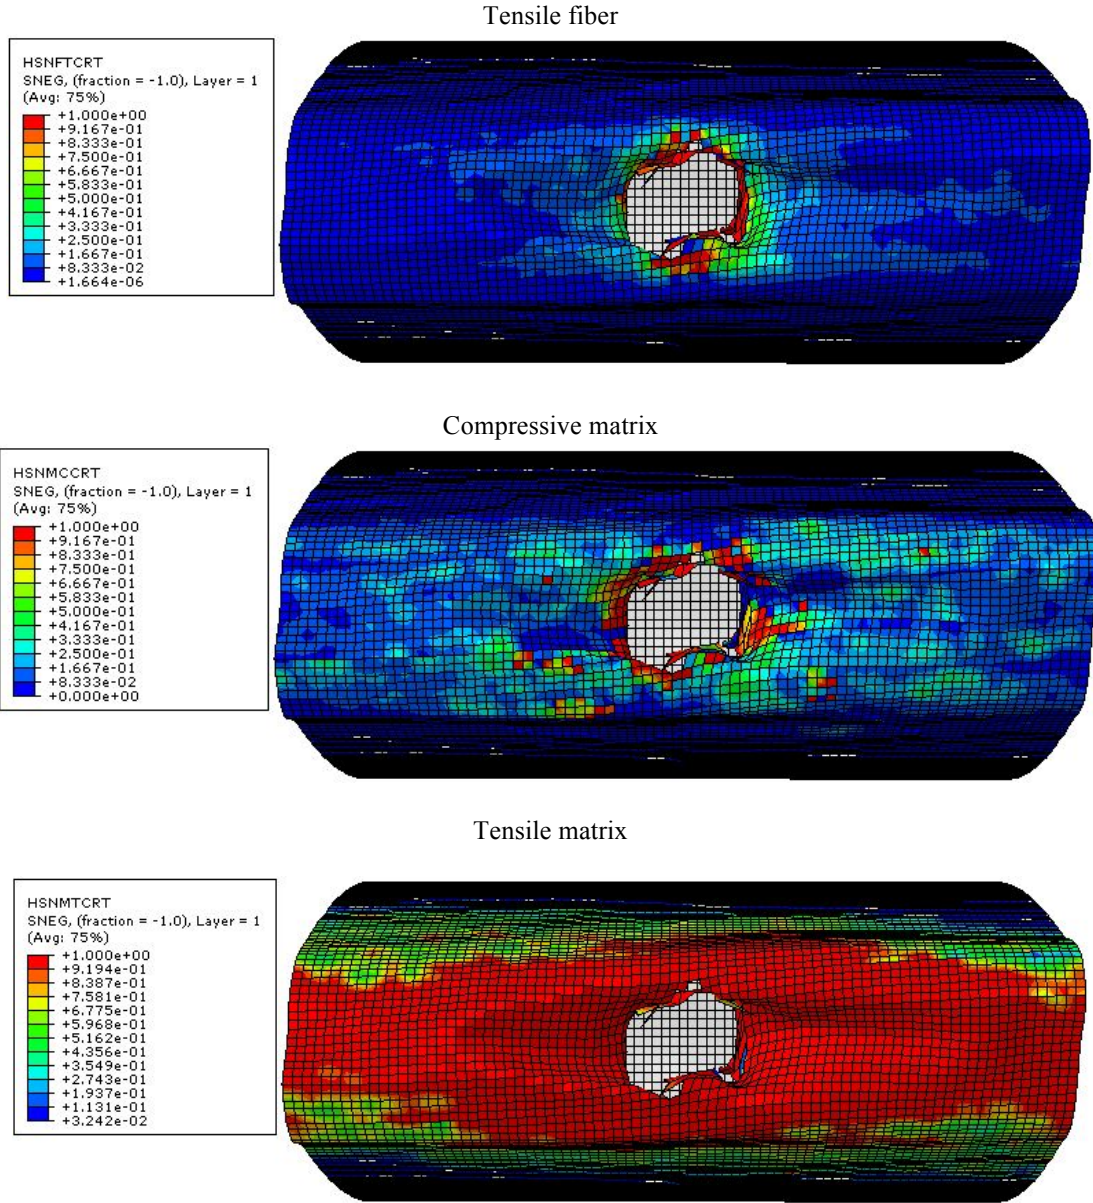 Tensile fiber
HSNFTCRT
SNEG, (fraction = -1.0), Layer = 1
(Avg: 75%)
+1.000e+00
+9.167e-01
+8.333e-01
+7.500e-01
+6.667e-01
+5.833e-01
+5.000e-01
+4.167e-01
+3.333e-01
+2.500e-01
+1.667e-01
+8.333e-02
+1.664e-06
Compressive matrix
HSNMCCRT
SNEG, (fraction = -1.0), Layer = 1
(Avg: 75%)
+1.000e+00
+9.167e-01
+8.333e-01
+7.500e-01
+6.667e-01
+5.833e-01
+5.000e-01
+4.167e-01
+3.333e-01
+2.500e-01
+1.667e-01
+8.333e-02
+0.000e+00
Tensile matrix
HSNMTCRT
SNEG, (fraction = -1.0), Layer = 1
(Avg: 75%)
+1.000e+00
+9.194e-01
+8.387e-01
+7.581e-01
+6.775e-01
+5.968e-01
+5.162e-01
+4.356e-01
+3.549e-01
+2.743e-01
+1.937e-01
+1.131e-01
+3.242e-02